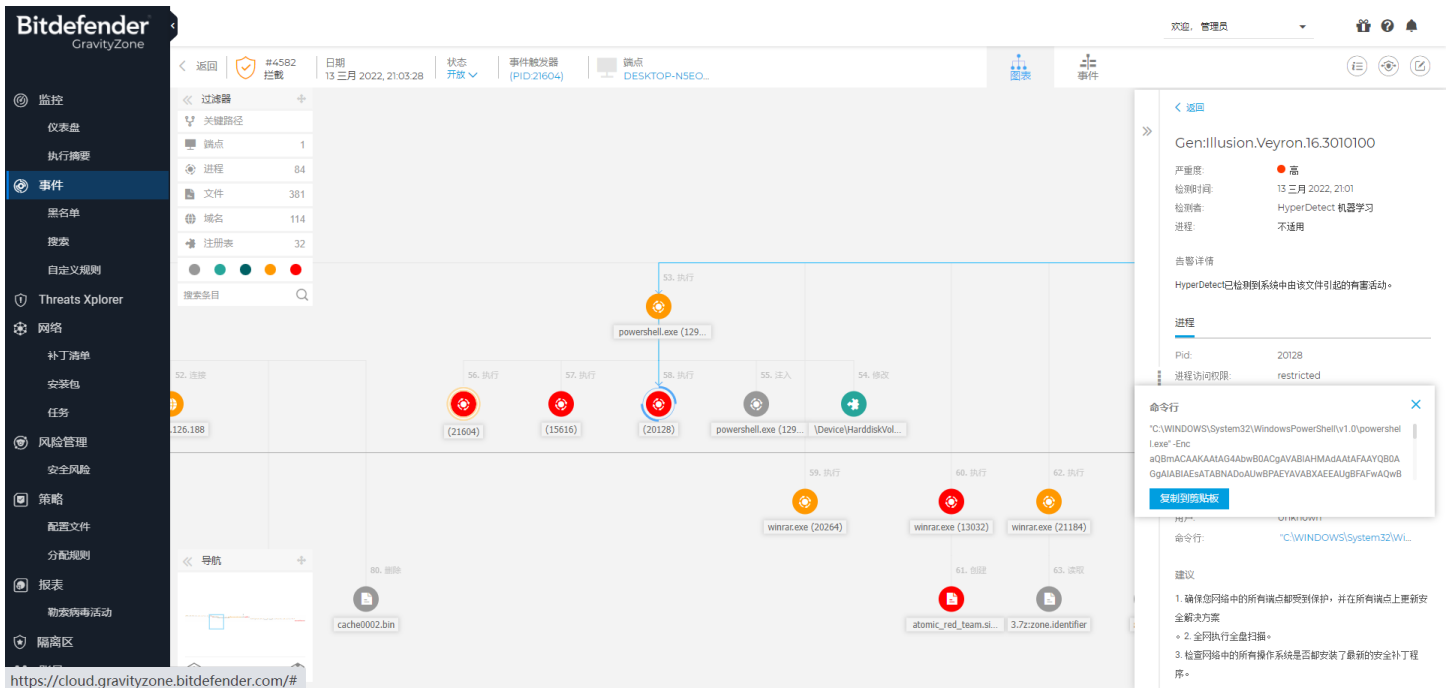 Bitdefender
GravityZone
欢迎，管理员
返回
#4582
拦截
日期
13 三月 2022, 21:03:28
状态
开放
事件触发器
(PID:21604)
端点
DESKTOP-N5EO...
图表
事件
监控
仪表盘
执行摘要
事件
黑名单
搜索
自定义规则
Threats Xplorer
网络
补丁清单
安装包
任务
风险管理
安全风险
策略
配置文件
分配规则
报表
勒索病毒活动
隔离区
https://cloud.gravityzone.bitdefender.com/#
过滤器
关键路径
端点 1
进程 84
文件 381
域名 114
注册表 32
搜索条目
导航
53. 执行
powershell.exe (129...
52. 连接
56. 执行
57. 执行
58. 执行
55. 注入
54. 修改
.126.188
(21604)
(15616)
(20128)
powershell.exe (129...
\Device\HarddiskVol...
59. 执行
60. 执行
62. 执行
winrar.exe (20264)
winrar.exe (13032)
winrar.exe (21184)
80. 删除
61. 创建
63. 读取
cache0002.bin
atomic_red_team.si...
3.7z:zone.identifier
返回
Gen:Illusion.Veyron.16.3010100
严重度: 高
检测时间: 13 三月 2022, 21:01
检测者: HyperDetect 机器学习
进程: 不适用
告警详情
HyperDetect已检测到系统中由该文件引起的有害活动。
进程
Pid: 20128
进程访问权限: restricted
命令行
"C:\WINDOWS\System32\WindowsPowerShell\v1.0\powershel
l.exe" -Enc
aQBmACAAKAAtAG4AbwB0ACgAVABlAHMAdAAtAFAAYQB0A
GgAIABIAEsATABNADoAUwBPAEYAVABXAEEAUgBFAFwAQwB
复制到剪贴板
用户: Unknown
命令行: "C:\WINDOWS\System32\Wi...
建议
1. 确保您网络中的所有端点都受到保护，并在所有端点上更新安
全解决方案
。2. 全网执行全盘扫描。
3. 检查网络中的所有操作系统是否都安装了最新的安全补丁程
序。